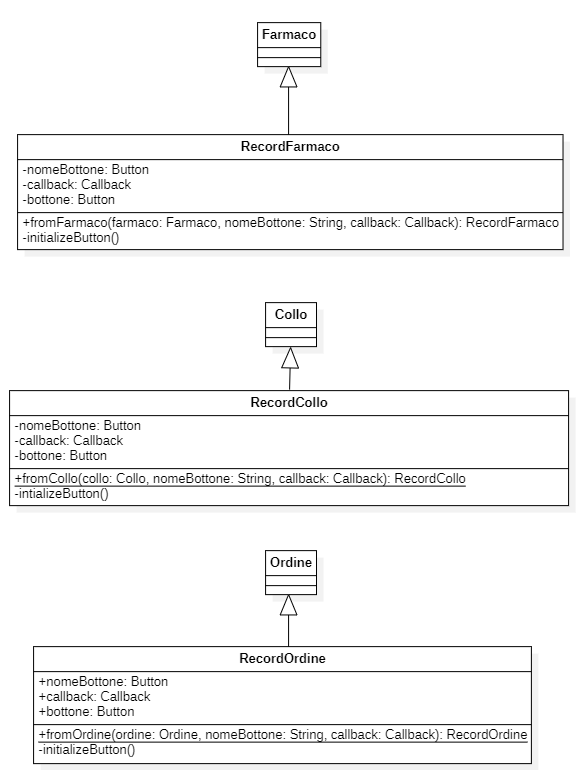 Farmaco
RecordFarmaco
-nomeBottone: Button
-callback: Callback
-bottone: Button
+fromFarmaco(farmaco: Farmaco, nomeBottone: String, callback: Callback): RecordFarmaco
-initializeButton()
Collo
RecordCollo
-nomeBottone: Button
-callback: Callback
-bottone: Button
+fromCollo(collo: Collo, nomeBottone: String, callback: Callback): RecordCollo
-intializeButton()
Ordine
RecordOrdine
+nomeBottone: Button
+callback: Callback
+bottone: Button
+fromOrdine(ordine: Ordine, nomeBottone: String, callback: Callback): RecordOrdine
-initializeButton()